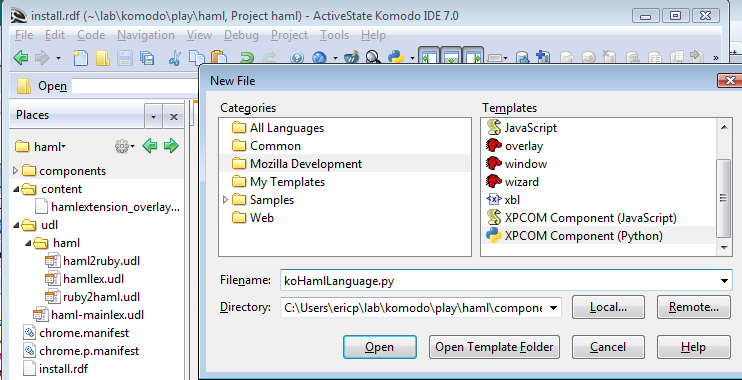 install.rdf (~\lab\komodo\play\haml, Project haml) - ActiveState Komodo IDE 7.0
File Edit Code Navigation View Debug Project Tools Help
Open
Places
haml
components
content
hamlextension_overlay...
udl
haml
haml2ruby.udl
hamllex.udl
ruby2haml.udl
haml-mainlex.udl
chrome.manifest
chrome.p.manifest
install.rdf
New File
Categories
All Languages
Common
Mozilla Development
My Templates
Samples
Web
Templates
JavaScript
overlay
window
wizard
xbl
XPCOM Component (JavaScript)
XPCOM Component (Python)
Filename: koHamlLanguage.py
Directory: C:\Users\ericp\lab\komodo\play\haml\compone Local... Remote...
Open Open Template Folder Cancel Help